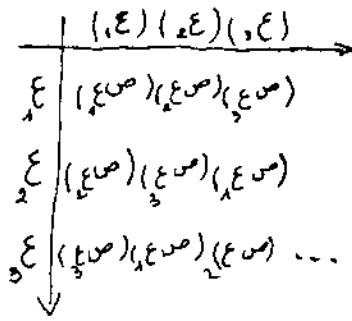 (ع₁) (ع₂) (ع₃)
ع₁ (ص ع₁) (ص ع₂) (ص ع₃)
ع₂ (ص ع₂) (ص ع₃) (ص ع₁)
ع₃ (ص ع₃) (ص ع₁) (ص ع₂) ...